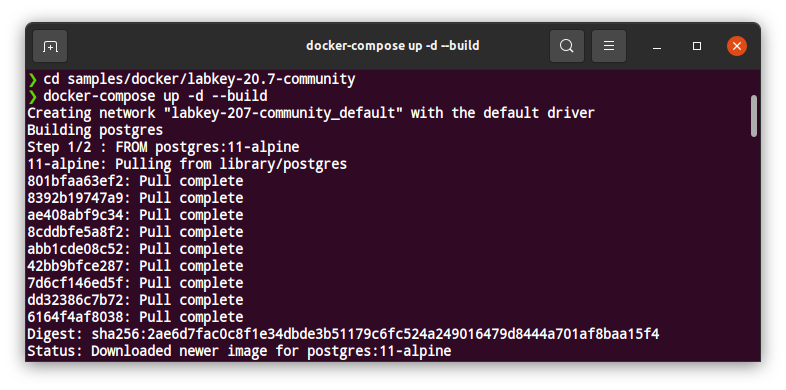 docker-compose up -d --build
❯ cd samples/docker/labkey-20.7-community
❯ docker-compose up -d --build
Creating network "labkey-207-community_default" with the default driver
Building postgres
Step 1/2 : FROM postgres:11-alpine
11-alpine: Pulling from library/postgres
801bfaa63ef2: Pull complete
8392b19747a9: Pull complete
ae408abf9c34: Pull complete
8cddbfe5a8f2: Pull complete
abb1cde08c52: Pull complete
42bb9bfce287: Pull complete
7d6cf146ed5f: Pull complete
dd32386c7b72: Pull complete
6164f4af8038: Pull complete
Digest: sha256:2ae6d7fac0c8f1e34dbde3b51179c6fc524a249016479d8444a701af8baa15f4
Status: Downloaded newer image for postgres:11-alpine